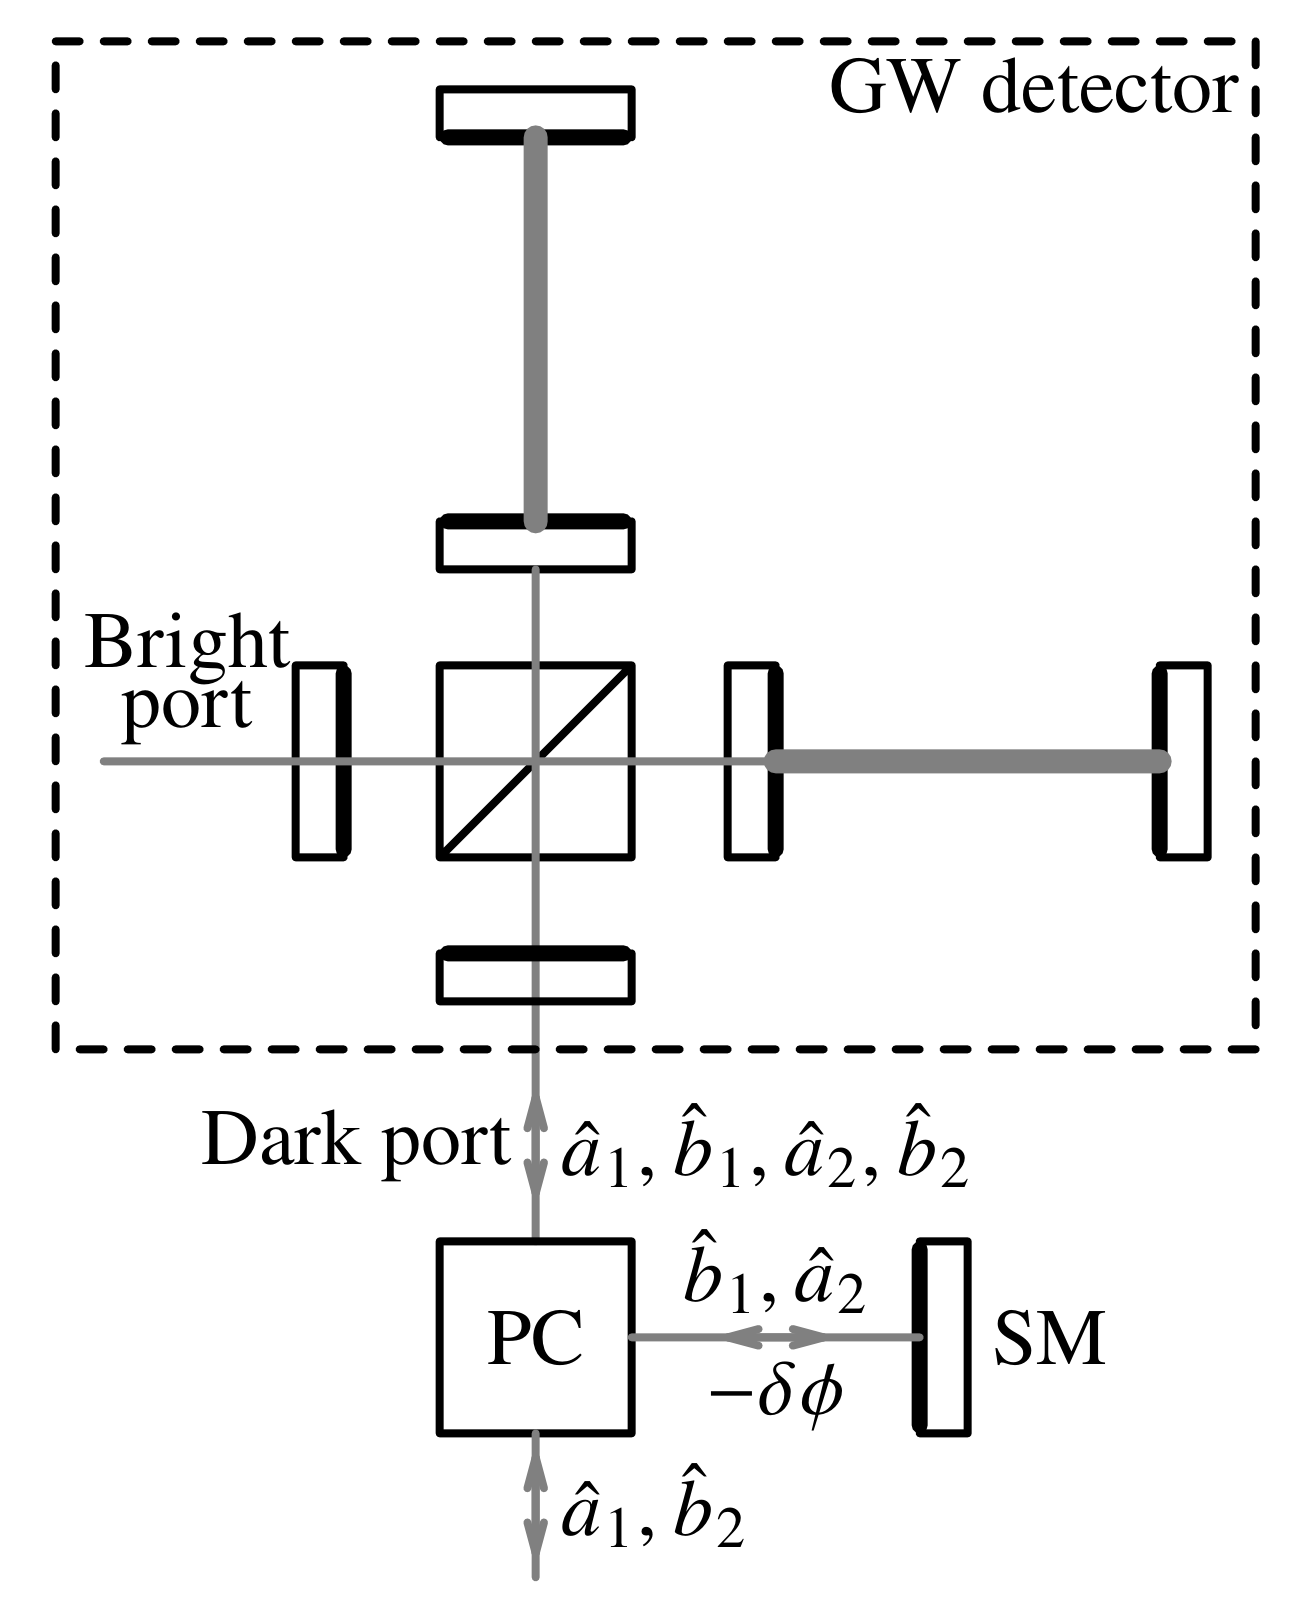 GW detector
Bright
port
Dark port
â₁, b̂₁, â₂, b̂₂
b̂₁, â₂
PC
SM
−δϕ
â₁, b̂₂